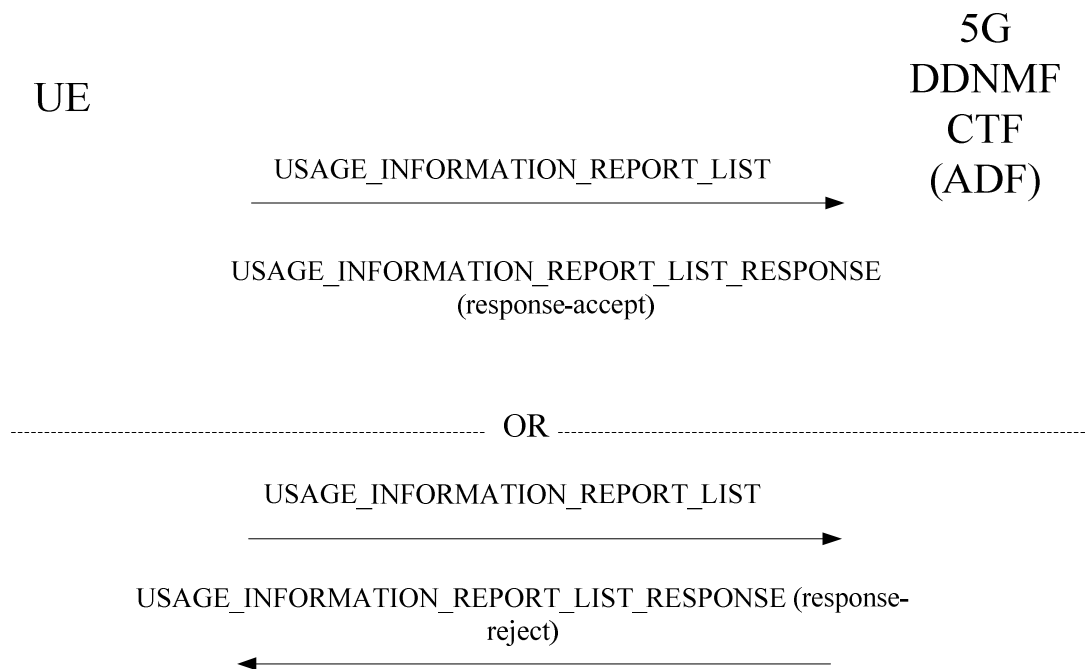 UE
5G
DDNMF
CTF
(ADF)
USAGE_INFORMATION_REPORT_LIST
USAGE_INFORMATION_REPORT_LIST_RESPONSE
(response-accept)
OR
USAGE_INFORMATION_REPORT_LIST
USAGE_INFORMATION_REPORT_LIST_RESPONSE (response-
reject)